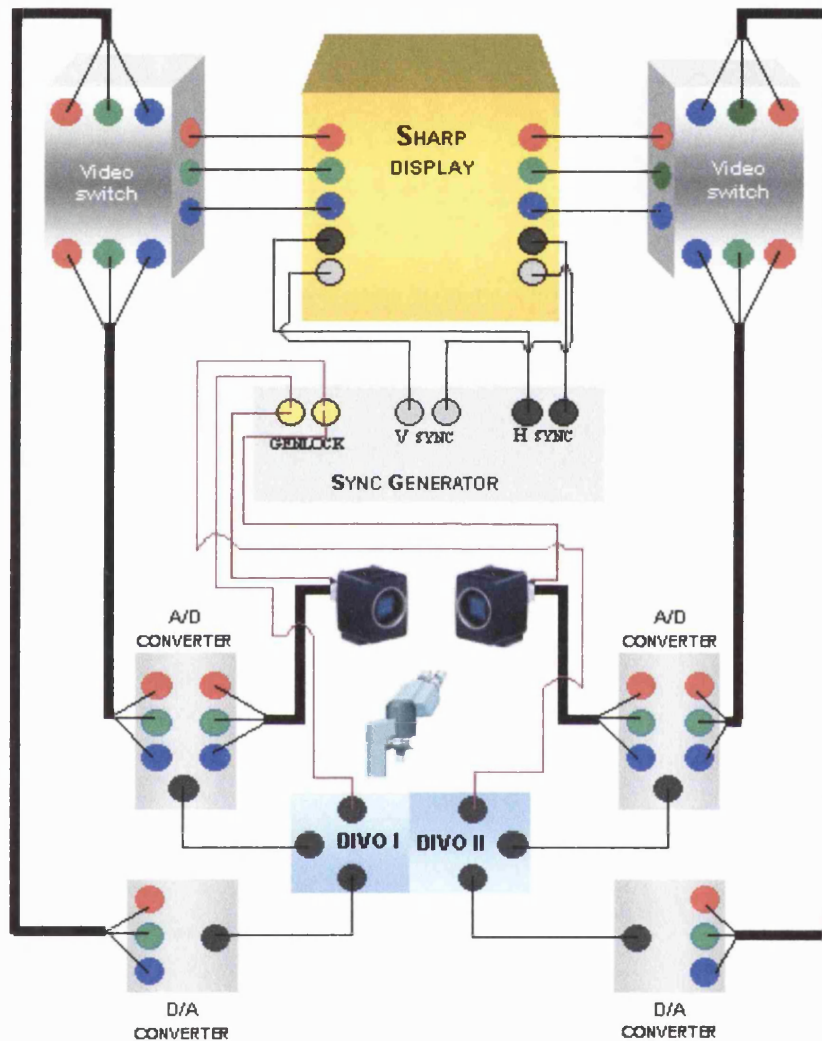 SHARP
DISPLAY
Video
switch
Video
switch
GENLOCK
V SYNC
H SYNC
SYNC GENERATOR
A/D
CONVERTER
A/D
CONVERTER
DIVO I
DIVO II
D/A
CONVERTER
D/A
CONVERTER